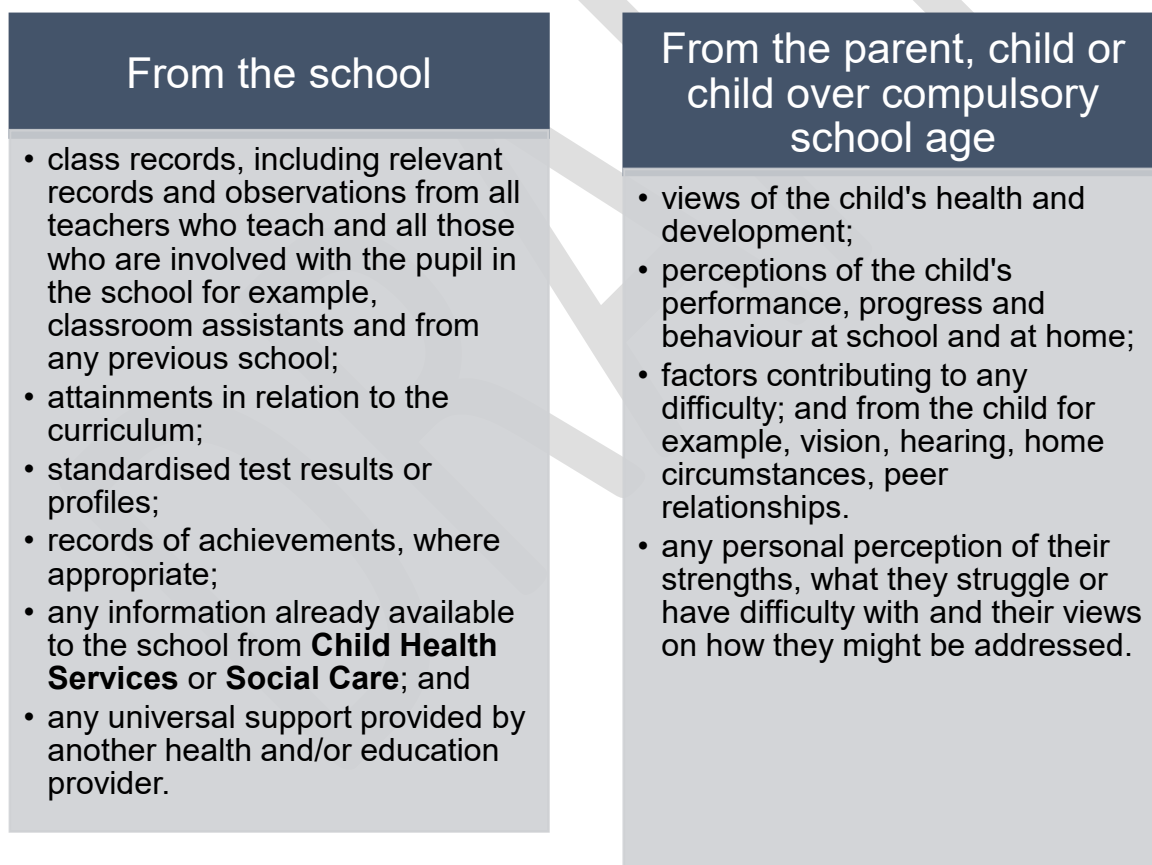 From the school
• class records, including relevant
records and observations from all
teachers who teach and all those
who are involved with the pupil in
the school for example,
classroom assistants and from
any previous school;
• attainments in relation to the
curriculum;
• standardised test results or
profiles;
• records of achievements, where
appropriate;
• any information already available
to the school from Child Health
Services or Social Care; and
• any universal support provided by
another health and/or education
provider.
From the parent, child or
child over compulsory
school age
• views of the child's health and
development;
• perceptions of the child's
performance, progress and
behaviour at school and at home;
• factors contributing to any
difficulty; and from the child for
example, vision, hearing, home
circumstances, peer
relationships.
• any personal perception of their
strengths, what they struggle or
have difficulty with and their views
on how they might be addressed.